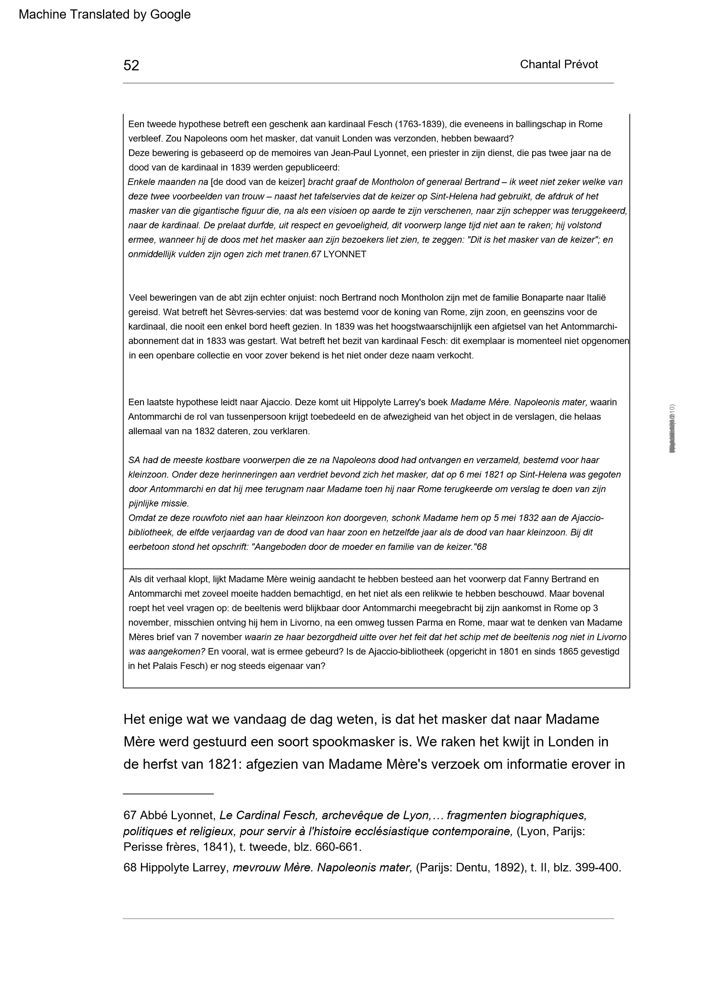 Machine Translated by Google
52
Chantal Prévot
Een tweede hypothese betreft een geschenk aan kardinaal Fesch (1763-1839), die eveneens in ballingschap in Rome
verbleef. Zou Napoleons oom het masker, dat vanuit Londen was verzonden, hebben bewaard?
Deze bewering is gebaseerd op de memoires van Jean-Paul Lyonnet, een priester in zijn dienst, die pas twee jaar na de
dood van de kardinaal in 1839 werden gepubliceerd:
Enkele maanden na [de dood van de keizer] bracht graaf de Montholon of generaal Bertrand – ik weet niet zeker welke van
deze twee voorbeelden van trouw – naast het tafelservies dat de keizer op Sint-Helena had gebruikt, de afdruk of het
masker van die gigantische figuur die, na als een visioen op aarde te zijn verschenen, naar zijn schepper was teruggekeerd,
naar de kardinaal. De prelaat durfde, uit respect en gevoeligheid, dit voorwerp lange tijd niet aan te raken; hij volstond
ermee, wanneer hij de doos met het masker aan zijn bezoekers liet zien, te zeggen: "Dit is het masker van de keizer"; en
onmiddellijk vulden zijn ogen zich met tranen.67 LYONNET
Veel beweringen van de abt zijn echter onjuist: noch Bertrand noch Montholon zijn met de familie Bonaparte naar Italië
gereisd. Wat betreft het Sèvres-servies: dat was bestemd voor de koning van Rome, zijn zoon, en geenszins voor de
kardinaal, die nooit een enkel bord heeft gezien. In 1839 was het hoogstwaarschijnlijk een afgietsel van het Antommarchi-
abonnement dat in 1833 was gestart. Wat betreft het bezit van kardinaal Fesch: dit exemplaar is momenteel niet opgenomen
in een openbare collectie en voor zover bekend is het niet onder deze naam verkocht.
Een laatste hypothese leidt naar Ajaccio. Deze komt uit Hippolyte Larrey's boek Madame Mère. Napoleonis mater, waarin
Antommarchi de rol van tussenpersoon krijgt toebedeeld en de afwezigheid van het object in de verslagen, die helaas
allemaal van na 1832 dateren, zou verklaren.
SA had de meeste kostbare voorwerpen die ze na Napoleons dood had ontvangen en verzameld, bestemd voor haar
kleinzoon. Onder deze herinneringen aan verdriet bevond zich het masker, dat op 6 mei 1821 op Sint-Helena was gegoten
door Antommarchi en dat hij mee terugnam naar Madame toen hij naar Rome terugkeerde om verslag te doen van zijn
pijnlijke missie.
Omdat ze deze rouwfoto niet aan haar kleinzoon kon doorgeven, schonk Madame hem op 5 mei 1832 aan de Ajaccio-
bibliotheek, de elfde verjaardag van de dood van haar zoon en hetzelfde jaar als de dood van haar kleinzoon. Bij dit
eerbetoon stond het opschrift: "Aangeboden door de moeder en familie van de keizer."68
Als dit verhaal klopt, lijkt Madame Mère weinig aandacht te hebben besteed aan het voorwerp dat Fanny Bertrand en
Antommarchi met zoveel moeite hadden bemachtigd, en het niet als een relikwie te hebben beschouwd. Maar bovenal
roept het veel vragen op: de beeltenis werd blijkbaar door Antommarchi meegebracht bij zijn aankomst in Rome op 3
november, misschien ontving hij hem in Livorno, na een omweg tussen Parma en Rome, maar wat te denken van Madame
Mères brief van 7 november waarin ze haar bezorgdheid uitte over het feit dat het schip met de beeltenis nog niet in Livorno
was aangekomen? En vooral, wat is ermee gebeurd? Is de Ajaccio-bibliotheek (opgericht in 1801 en sinds 1865 gevestigd
in het Palais Fesch) er nog steeds eigenaar van?
Het enige wat we vandaag de dag weten, is dat het masker dat naar Madame
Mère werd gestuurd een soort spookmasker is. We raken het kwijt in Londen in
de herfst van 1821: afgezien van Madame Mère's verzoek om informatie erover in
67 Abbé Lyonnet, Le Cardinal Fesch, archevêque de Lyon,… fragmenten biographiques,
politiques et religieux, pour servir à l'histoire ecclésiastique contemporaine, (Lyon, Parijs:
Perisse frères, 1841), t. tweede, blz. 660-661.
68 Hippolyte Larrey, mevrouw Mère. Napoleonis mater, (Parijs: Dentu, 1892), t. II, blz. 399-400.